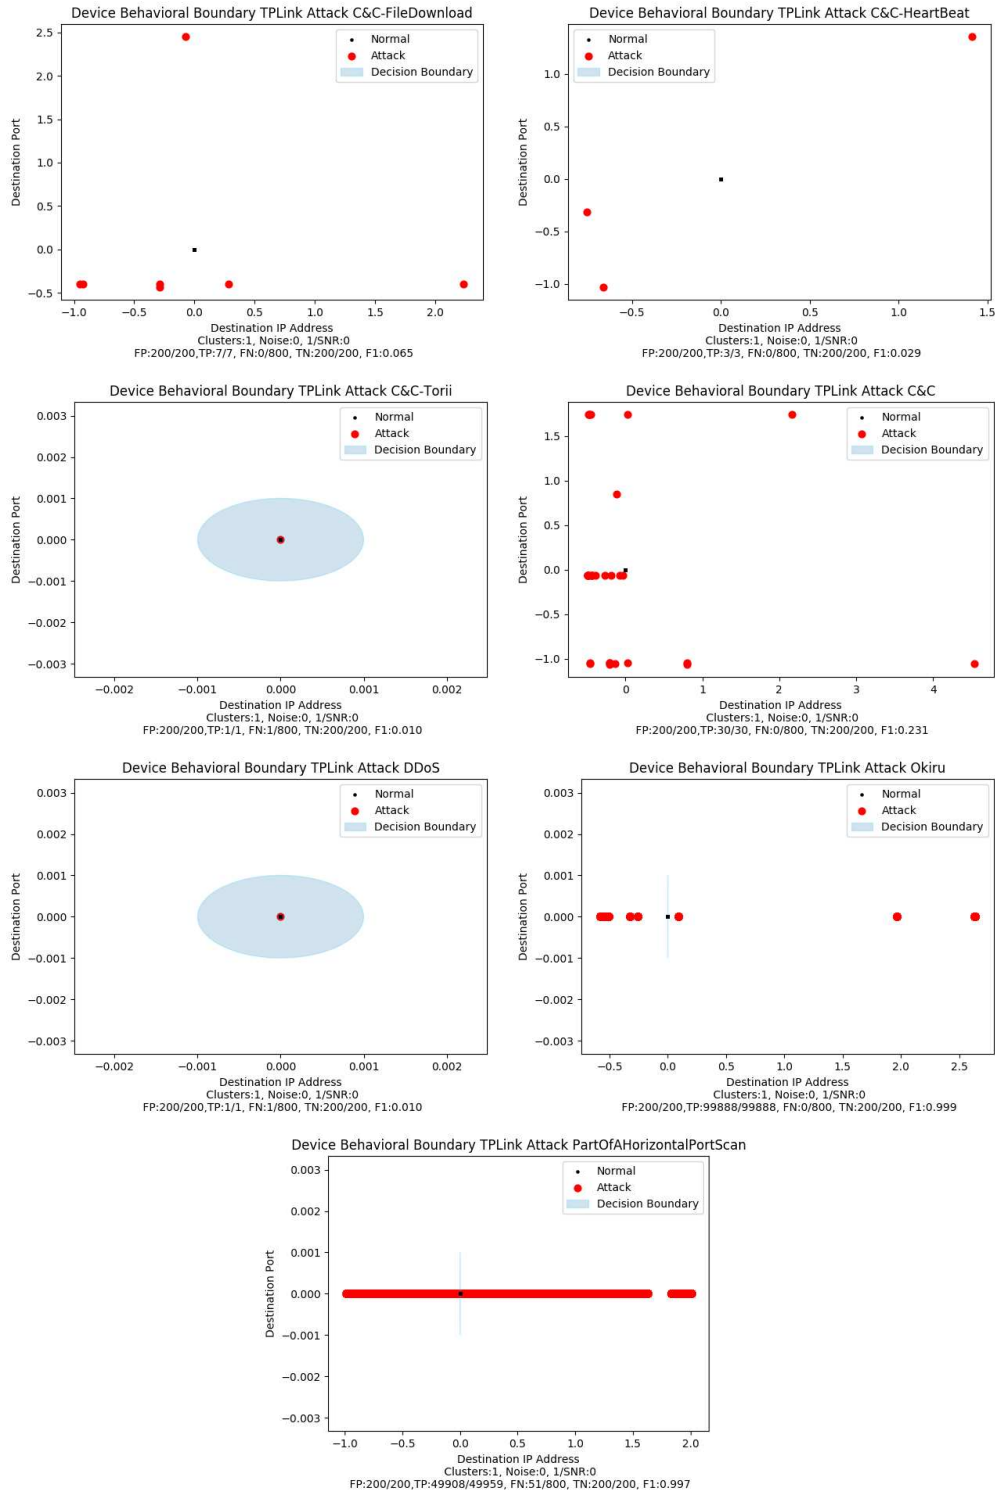 Device Behavioral Boundary TPLink Attack C&C-FileDownload
2.5
2.0
1.5
1.0
0.5
0.0
−0.5
Destination Port
Normal
Attack
Decision Boundary
−1.0 −0.5 0.0 0.5 1.0 1.5 2.0
Destination IP Address
Clusters:1, Noise:0, 1/SNR:0
FP:200/200,TP:7/7, FN:0/800, TN:200/200, F1:0.065
Device Behavioral Boundary TPLink Attack C&C-HeartBeat
1.0
0.5
0.0
−0.5
−1.0
Destination Port
Normal
Attack
Decision Boundary
−0.5 0.0 0.5 1.0 1.5
Destination IP Address
Clusters:1, Noise:0, 1/SNR:0
FP:200/200,TP:3/3, FN:0/800, TN:200/200, F1:0.029
Device Behavioral Boundary TPLink Attack C&C-Torii
0.003
0.002
0.001
0.000
−0.001
−0.002
−0.003
Destination Port
Normal
Attack
Decision Boundary
−0.002 −0.001 0.000 0.001 0.002
Destination IP Address
Clusters:1, Noise:0, 1/SNR:0
FP:200/200,TP:1/1, FN:1/800, TN:200/200, F1:0.010
Device Behavioral Boundary TPLink Attack C&C
1.5
1.0
0.5
0.0
−0.5
−1.0
Destination Port
Normal
Attack
Decision Boundary
0 1 2 3 4
Destination IP Address
Clusters:1, Noise:0, 1/SNR:0
FP:200/200,TP:30/30, FN:0/800, TN:200/200, F1:0.231
Device Behavioral Boundary TPLink Attack DDoS
0.003
0.002
0.001
0.000
−0.001
−0.002
−0.003
Destination Port
Normal
Attack
Decision Boundary
−0.002 −0.001 0.000 0.001 0.002
Destination IP Address
Clusters:1, Noise:0, 1/SNR:0
FP:200/200,TP:1/1, FN:1/800, TN:200/200, F1:0.010
Device Behavioral Boundary TPLink Attack Okiru
0.003
0.002
0.001
0.000
−0.001
−0.002
−0.003
Destination Port
Normal
Attack
Decision Boundary
−0.5 0.0 0.5 1.0 1.5 2.0 2.5
Destination IP Address
Clusters:1, Noise:0, 1/SNR:0
FP:200/200,TP:99888/99888, FN:0/800, TN:200/200, F1:0.999
Device Behavioral Boundary TPLink Attack PartOfAHorizontalPortScan
0.003
0.002
0.001
0.000
−0.001
−0.002
−0.003
Destination Port
Normal
Attack
Decision Boundary
−1.0 −0.5 0.0 0.5 1.0 1.5 2.0
Destination IP Address
Clusters:1, Noise:0, 1/SNR:0
FP:200/200,TP:49908/49959, FN:51/800, TN:200/200, F1:0.997